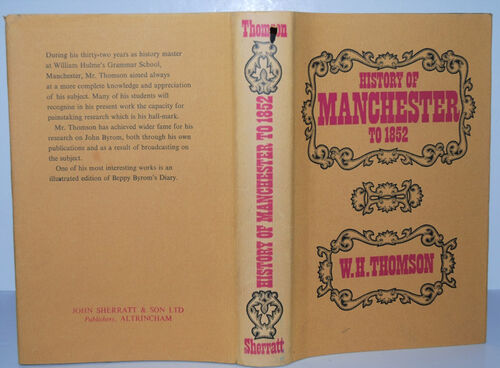 During his thirty-two years as history master
at William Hulme's Grammar School,
Manchester, Mr. Thomson aimed always
at a more complete knowledge and appreciation
of his subject. Many of his students will
recognise in his present work the capacity for
painstaking research which is his hall-mark.
Mr. Thomson has achieved wider fame for his
research on John Byrom, both through his own
publications and as a result of broadcasting on
the subject.
One of his most interesting works is an
illustrated edition of Beppy Byrom's Diary.
JOHN SHERRATT & SON LTD
Publishers, ALTRINCHAM
Thomson
HISTORY OF MANCHESTER TO 1852
Sherratt
HISTORY OF
MANCHESTER
TO 1852
W.H. THOMSON